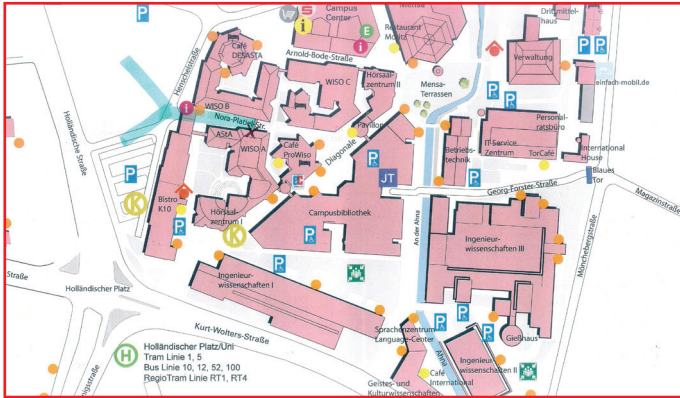 Campus
Center
Mensa
Restaurant
Moritz
Drittmittel-
haus
P
P
P
S
i
E
i
Café
DESASTA
Arnold-Bode-Straße
Henschelstraße
Verwaltung
WISO C
Hörsaal-
zentrum II
Mensa-
Terrassen
einfach-mobil.de
Holländische Straße
i
WISO B
Nora-Platiel-Str.
P
P
Pavillon
Personal-
ratsbüro
AStA
WISO A
Café
ProWiso
Diagonale
Betriebs-
technik
IT-Service
Zentrum
TorCafé
International
House
P
P
JT
P
Blaues
Tor
Bistro
K10
K
Hörsaal-
zentrum I
P
K
Campusbibliothek
P
Georg-Forster-Straße
Magazinstraße
An der Ahna
Ingenieur-
wissenschaften III
Mönchebergstraße
Straße
Holländischer Platz
Ingenieur-
wissenschaften I
P
Kurt-Wolters-Straße
Sprachenzentrum
Language-Center
P
P
P
Gießhaus
H
Holländischer Platz/Uni
Tram Linie 1, 5
Bus Linie 10, 12, 52, 100
RegioTram Linie RT1, RT4
Ahne
Ingenieur-
wissenschaften II
Café
International
Geistes- und
Kulturwissenschaften